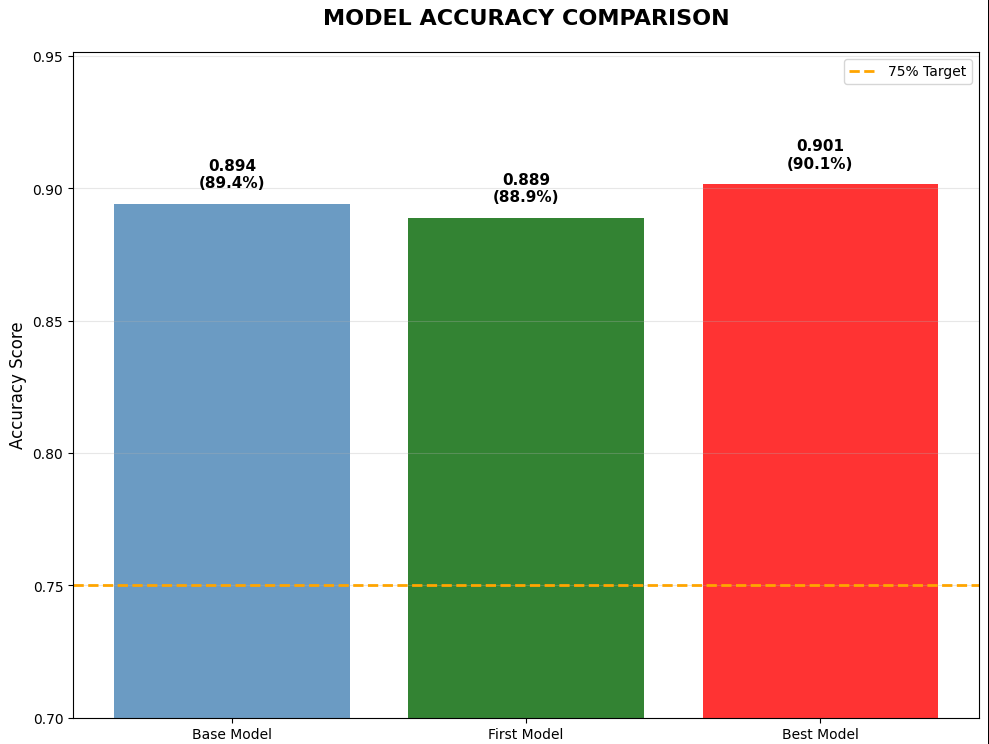 MODEL ACCURACY COMPARISON
75% Target
0.95
0.90
0.85
0.80
0.75
0.70
Accuracy Score
0.894
(89.4%)
0.889
(88.9%)
0.901
(90.1%)
Base Model
First Model
Best Model